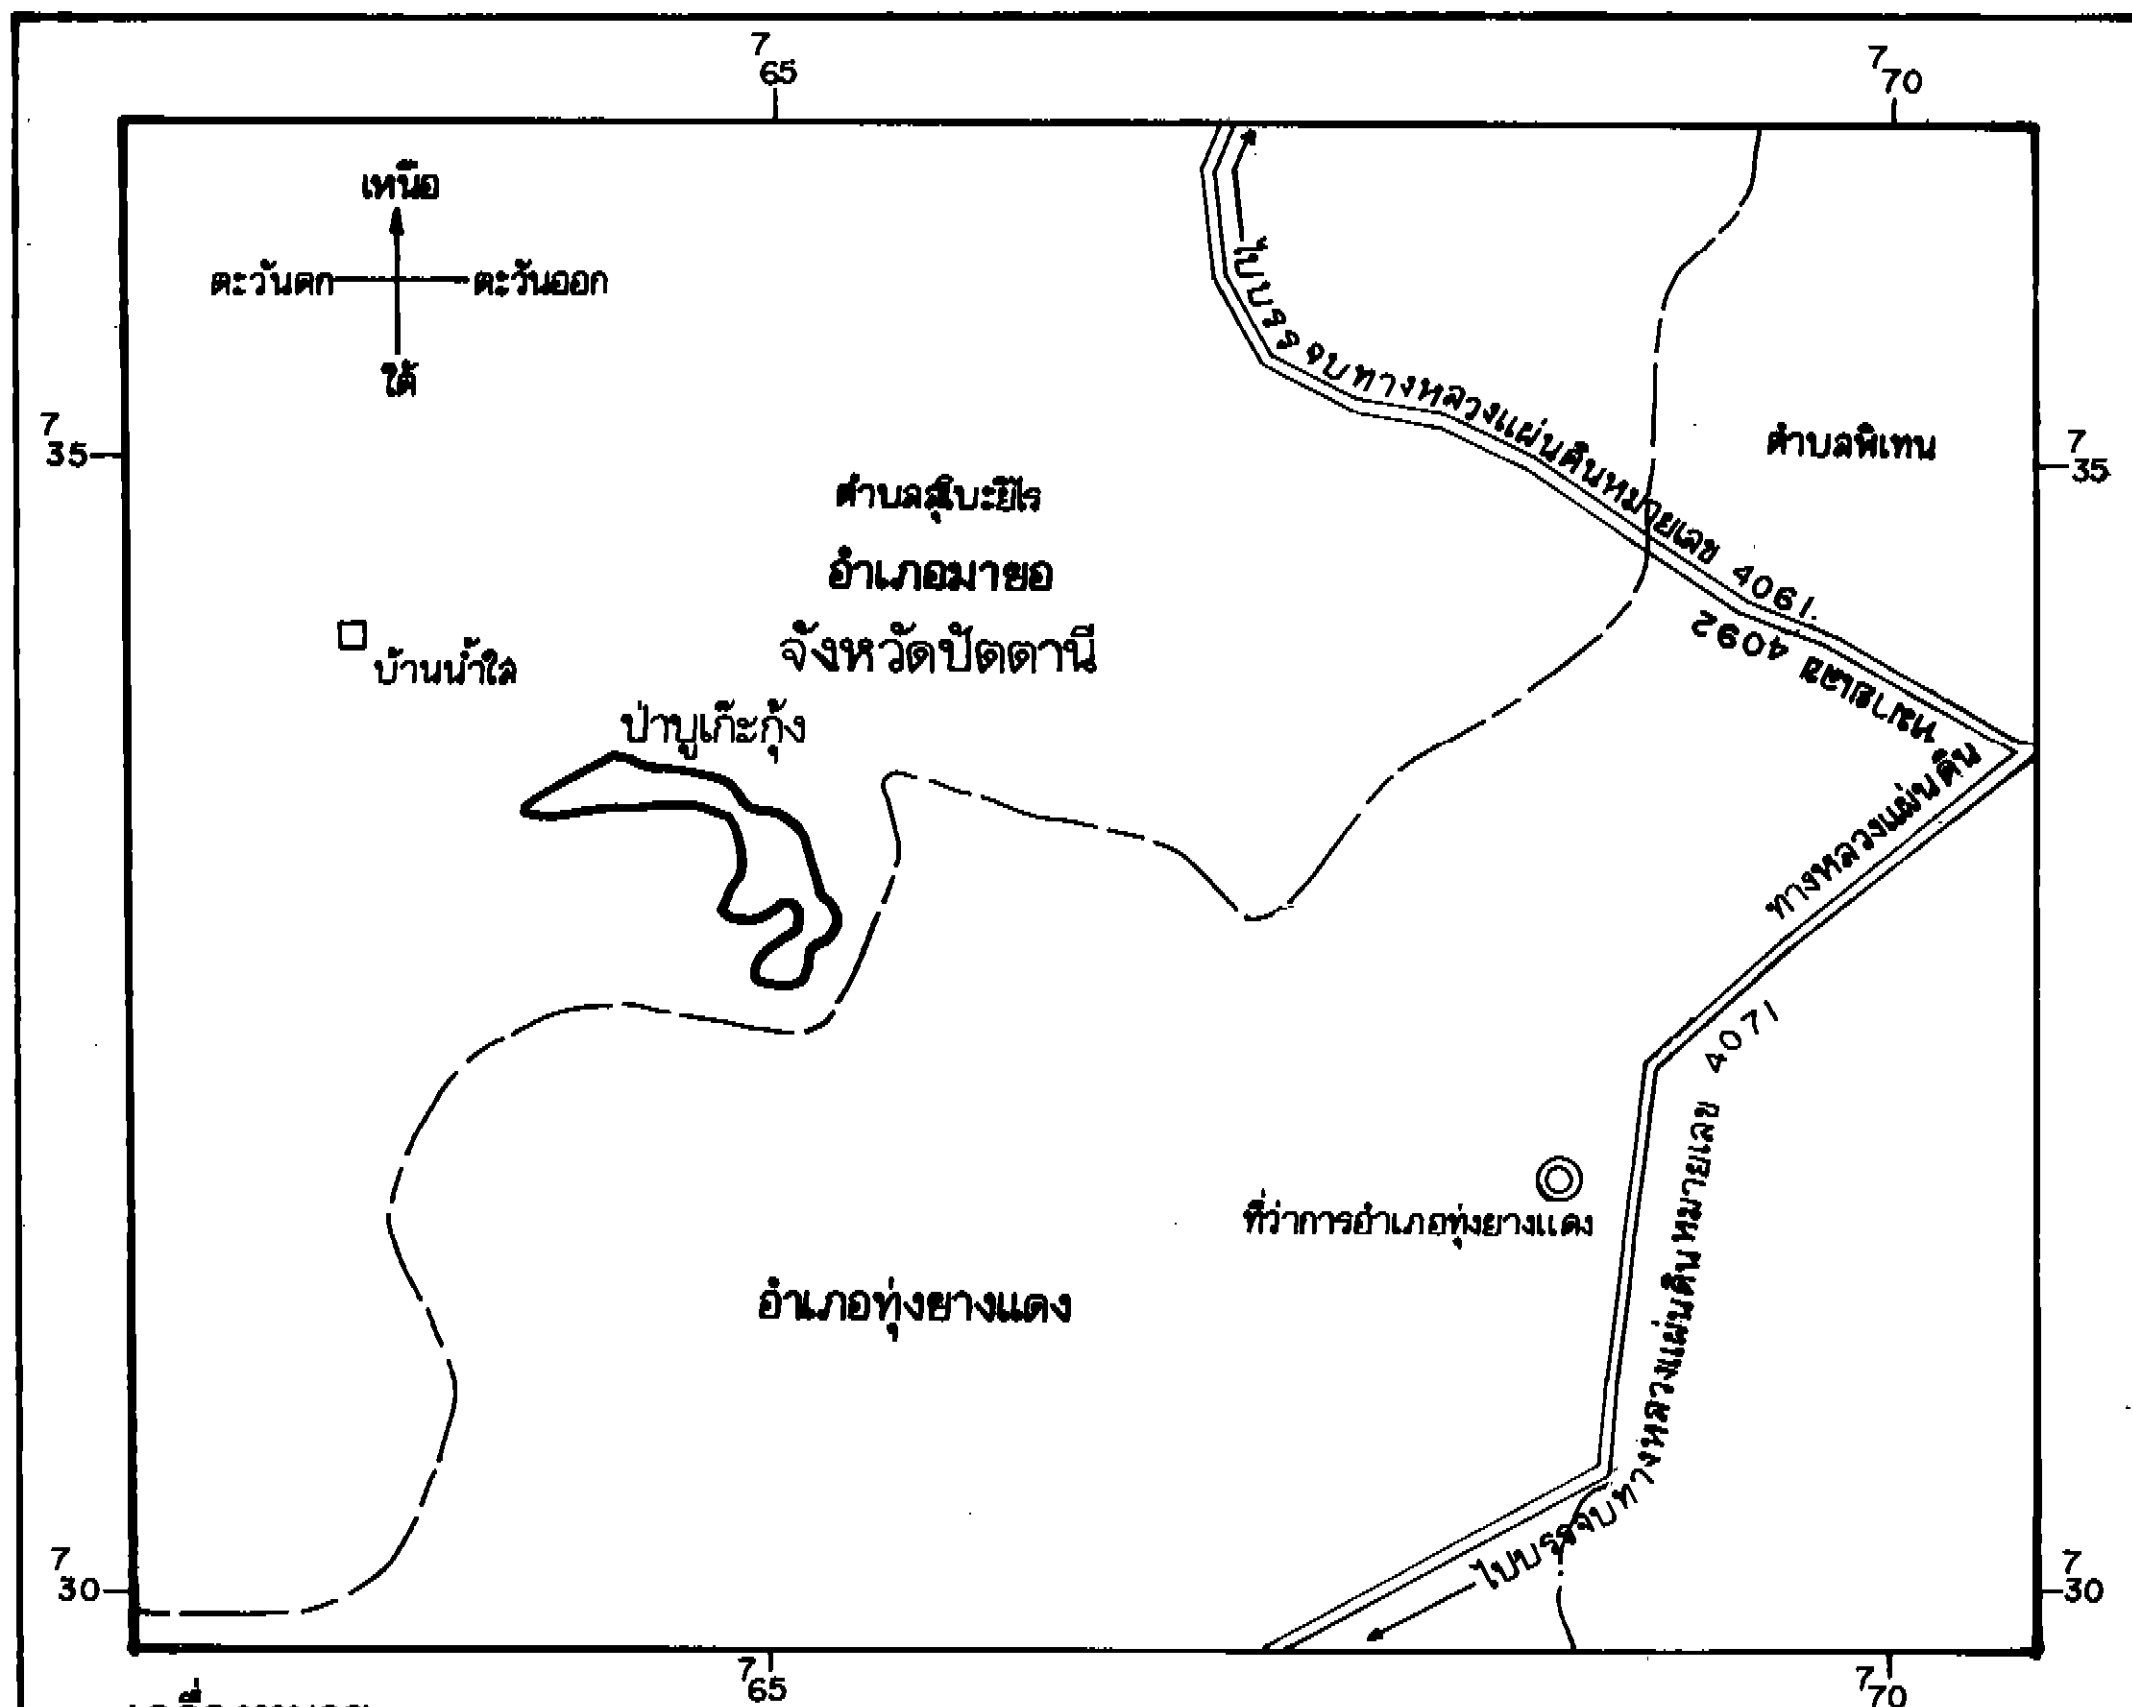 7
65
7
70
เหนือ
ตะวันตก
ตะวันออก
ใต้
7
35
7
35
ไปบรรจบทางหลวงแผ่นดินหมายเลข 4061
ตำบลพิเทน
ตำบลลุโบะยิไร
อำเภอมายอ
จังหวัดปัตตานี
บ้านน้ำใส
ป่าบูเก๊ะกุ้ง
ทางหลวงแผ่นดิน
หมายเลข 4092
ที่ว่าการอำเภอทุ่งยางแดง
อำเภอทุ่งยางแดง
ไปบรรจบทางหลวงแผ่นดินหมายเลข 4071
7
30
7
30
7
65
7
70